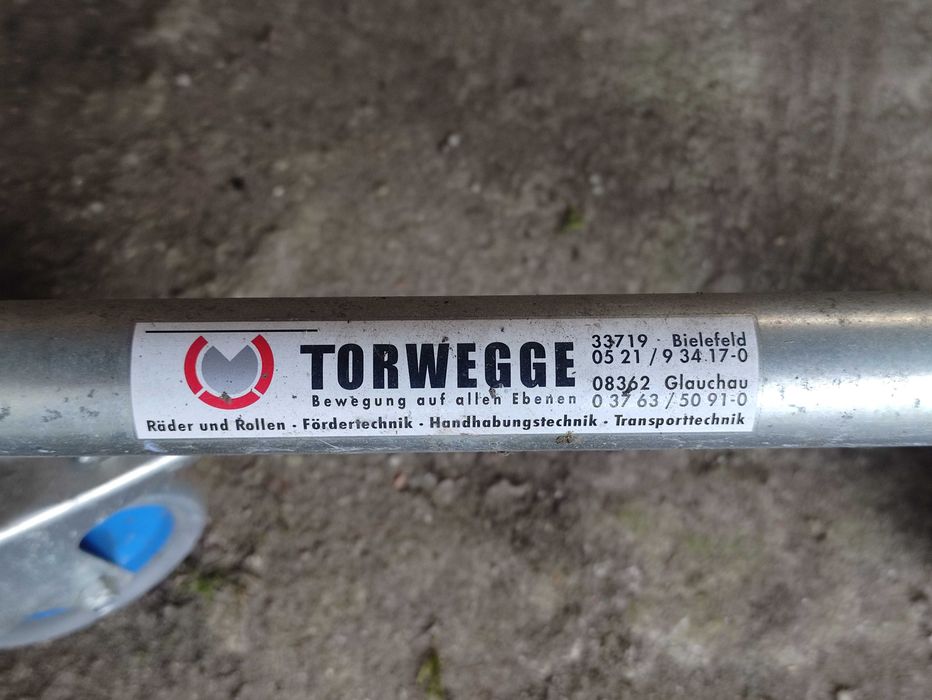 TORWEGGE
Bewegung auf allen Ebenen
33719 · Bielefeld
05 21 / 9 34 17-0
08362 Glauchau
0 37 63 / 50 91-0
Räder und Rollen · Fördertechnik · Handhabungstechnik · Transporttechnik